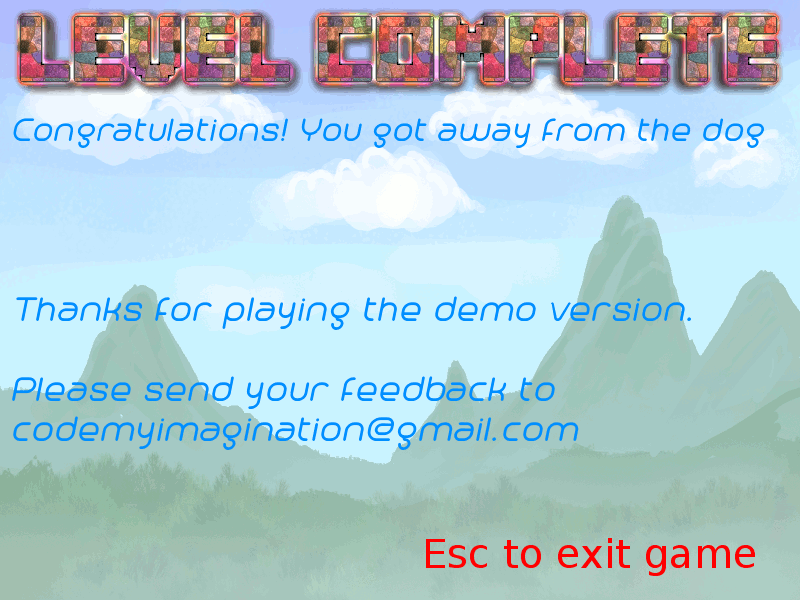 LEVEL COMPLETE
Congratulations! You got away from the dog
Thanks for playing the demo version.
Please send your feedback to
codemyimagination@gmail.com
Esc to exit game